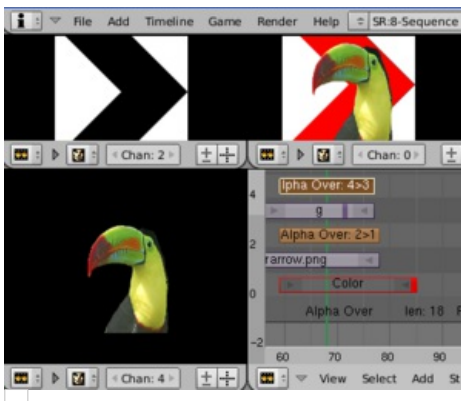 File Add Timeline Game Render Help SR:8-Sequence
Chan: 2
Chan: 0
4
lpha Over: 4>3
g
2
Alpha Over: 2>1
rarrow.png
Color
0
Alpha Over len: 18
-2
60 70 80 90
Chan: 4
View Select Add St